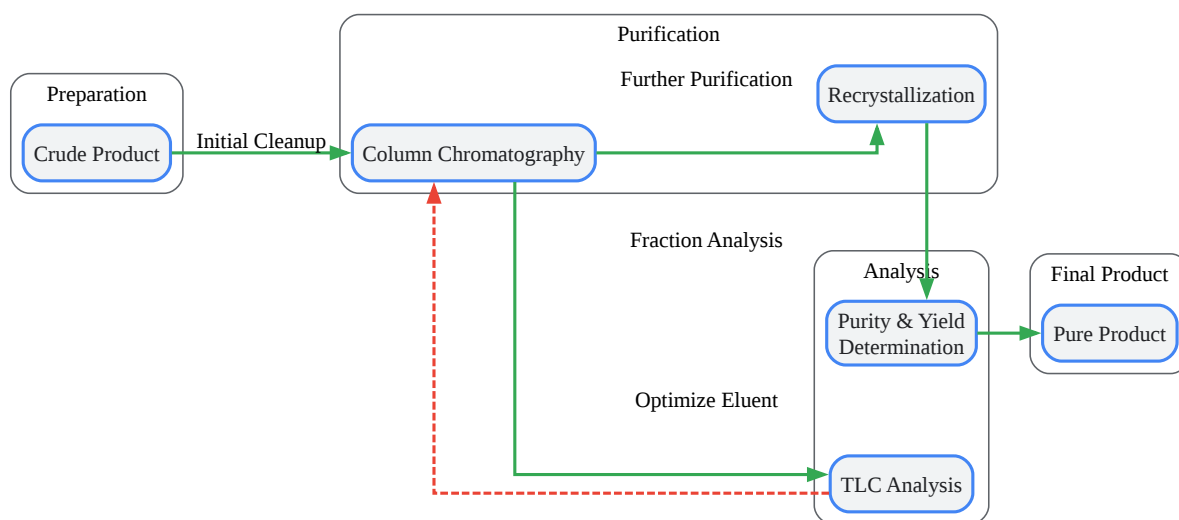 Purification
Further Purification
Recrystallization
Preparation
Crude Product
Initial Cleanup
Column Chromatography
Fraction Analysis
Analysis
Final Product
Purity & Yield
Determination
Pure Product
Optimize Eluent
TLC Analysis